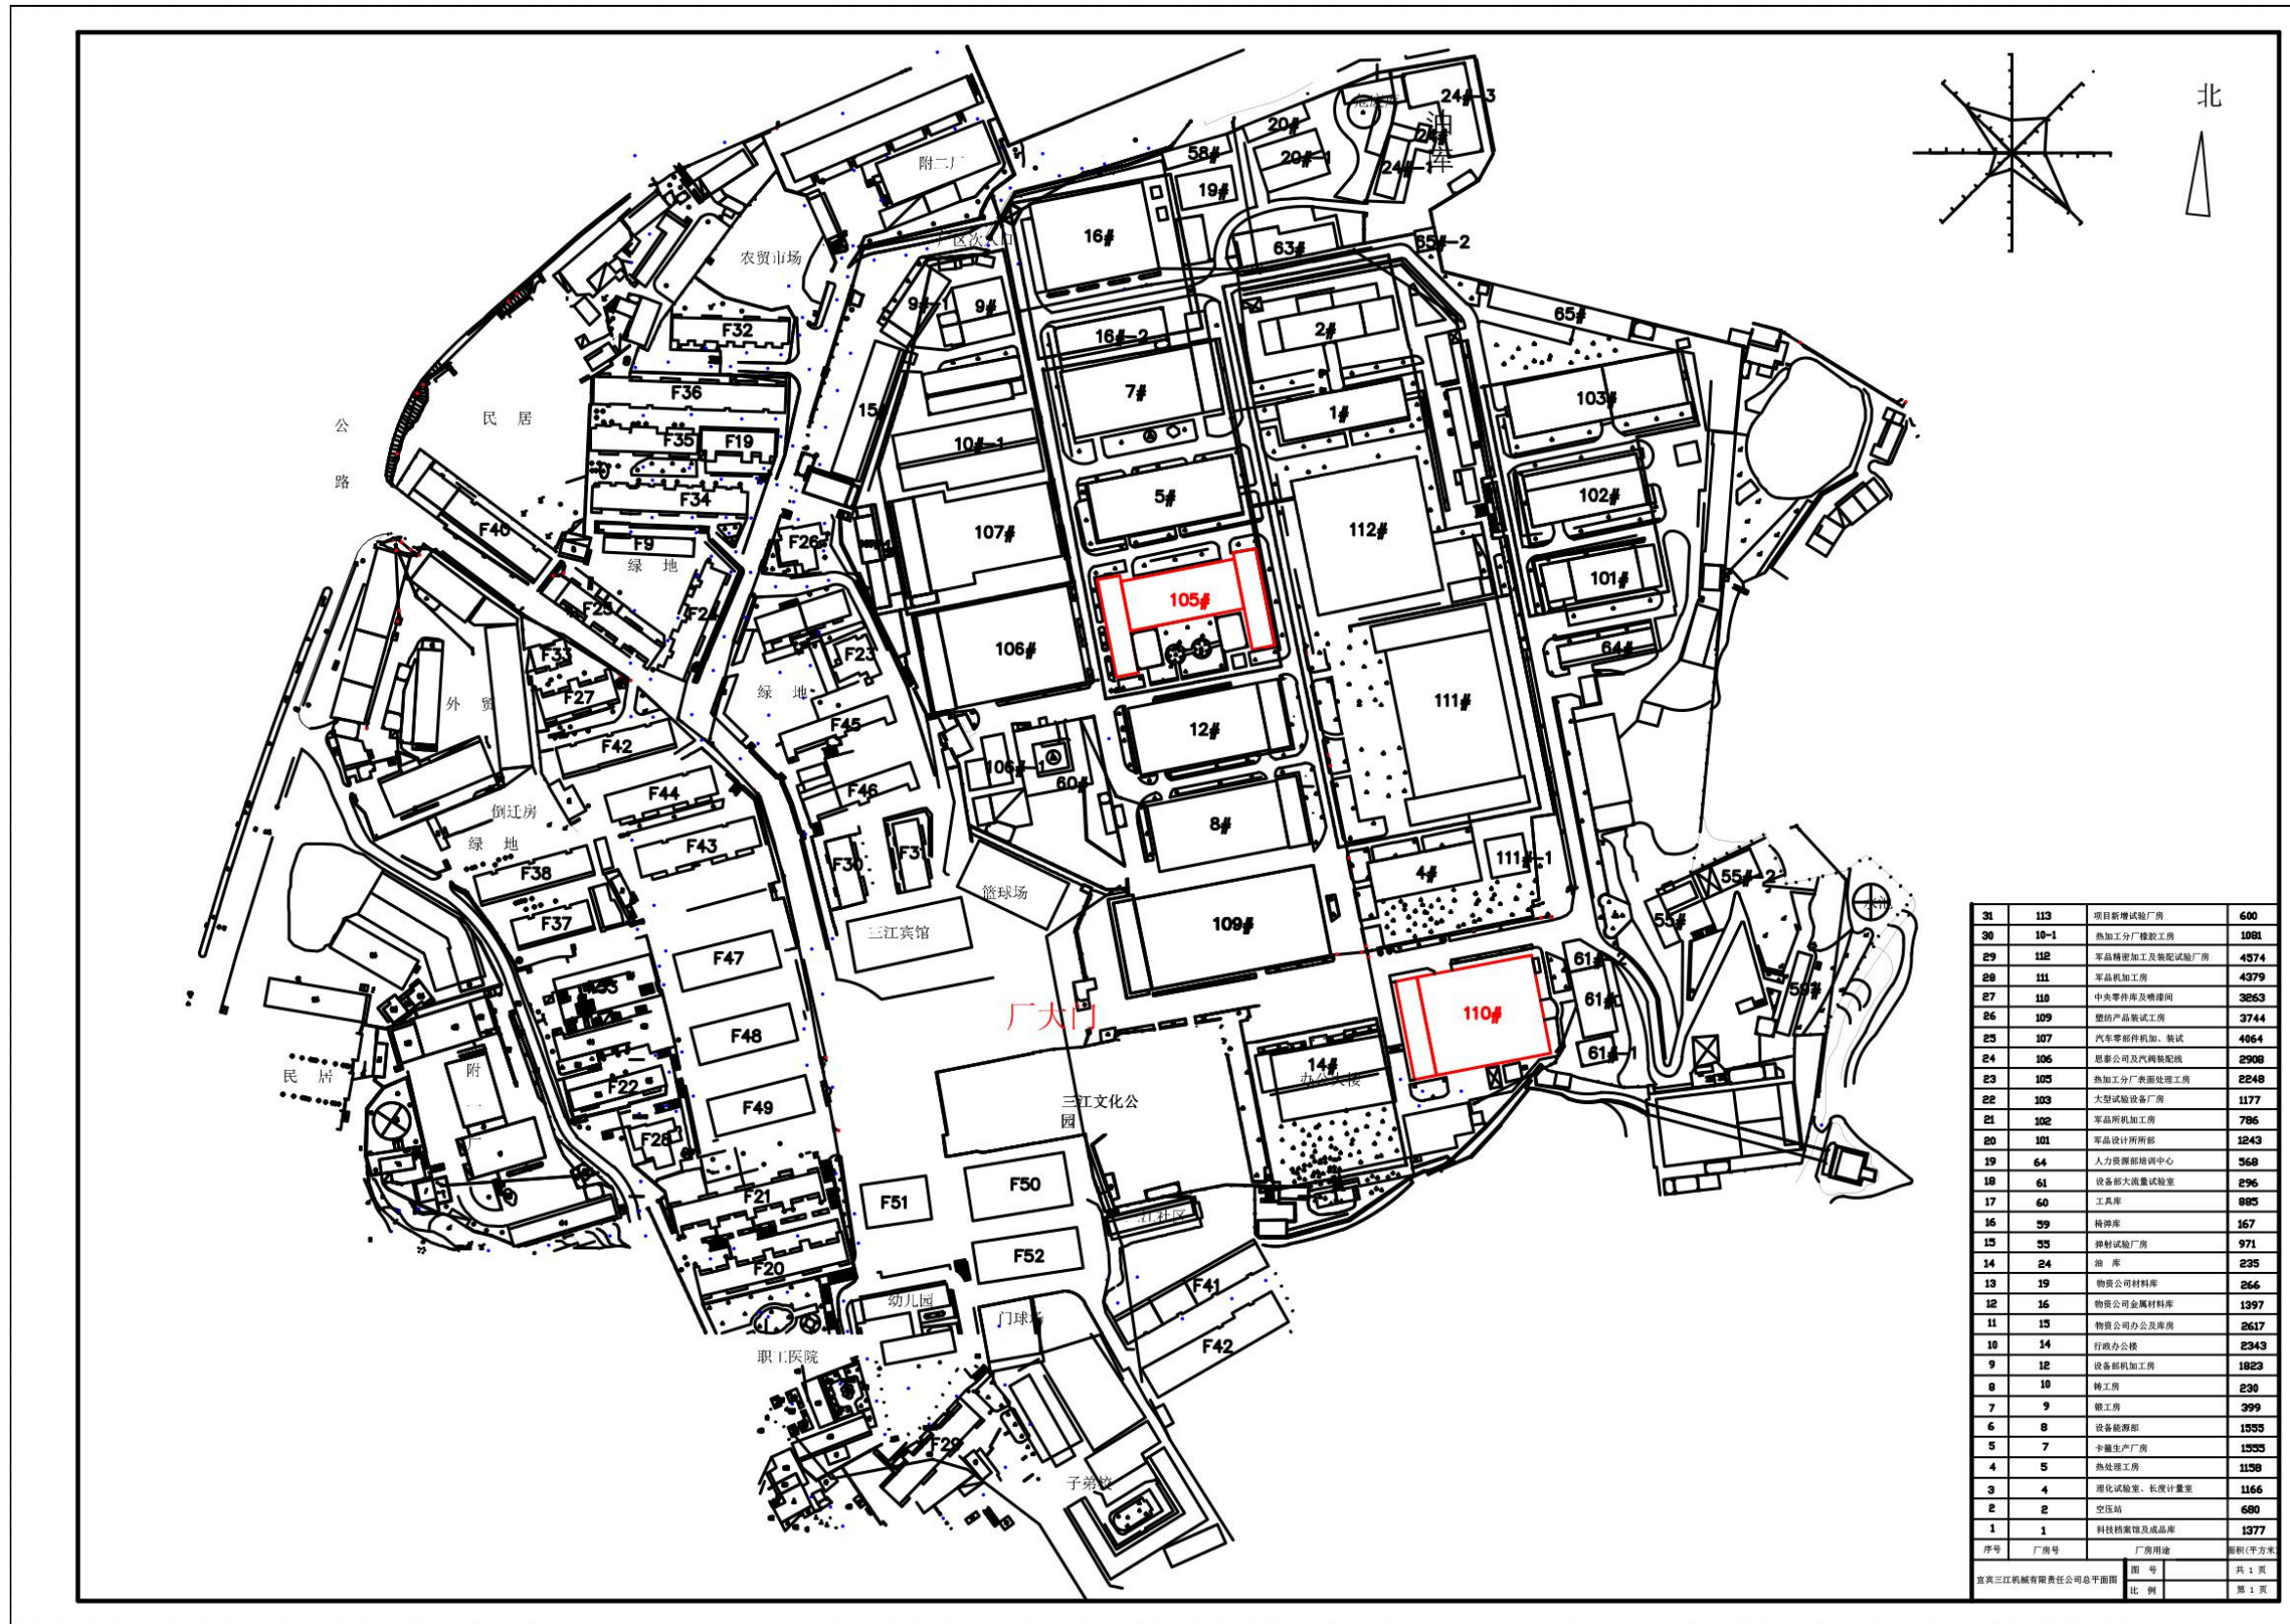 北
24#-3
危废库
油库
24#
24#-1
20#
20#-1
58#
19#
附二厂
厂区次入口
16#
63#
65#-2
农贸市场
9#-1
9#
65#
F32
16#-2
2#
7#
1#
103#
F36
民 居
公
路
15#
F35
F19
10#-1
F34
5#
102#
F40
107#
112#
F26
F9
绿 地
101#
F25
105#
64#
106#
F23
F33
F27
绿 地
外 贸
111#
F45
12#
F42
106#-1
60#
F44
F46
倒迁房
8#
绿 地
F43
F38
F30
F31
111#-1
4#
篮球场
55#-2
水池
55#
F37
三江宾馆
109#
F47
61#-2
59#
61#
厂大门
110#
F48
61#-1
14#
办公大楼
民 居
附
一
厂
F22
F49
三江文化公
园
F28
F21
F51
F50
三江社区
F52
F20
F41
幼儿园
门球场
F42
职工医院
F29
子弟校
31 113 项目新增试验厂房 600
30 10-1 热加工分厂橡胶工房 1081
29 112 军品精密加工及装配试验厂房 4574
28 111 军品机加工房 4379
27 110 中央零件库及喷漆间 3263
26 109 塑纺产品装试工房 3744
25 107 汽车零部件机加、装试 4064
24 106 思泰公司及汽阀装配线 2908
23 105 热加工分厂表面处理工房 2248
22 103 大型试验设备厂房 1177
21 102 军品所机加工房 786
20 101 军品设计所所部 1243
19 64 人力资源部培训中心 568
18 61 设备部大流量试验室 296
17 60 工具库 885
16 59 椅弹库 167
15 55 弹射试验厂房 971
14 24 油 库 235
13 19 物资公司材料库 266
12 16 物资公司金属材料库 1397
11 15 物资公司办公及库房 2617
10 14 行政办公楼 2343
9 12 设备部机加工房 1823
8 10 铸工房 230
7 9 锻工房 399
6 8 设备能源部 1555
5 7 卡箍生产厂房 1555
4 5 热处理工房 1158
3 4 理化试验室、长度计量室 1166
2 2 空压站 680
1 1 科技档案馆及成品库 1377
序号 厂房号 厂房用途 面积(平方米)
宜宾三江机械有限责任公司总平面图 图 号 共 1 页
比 例 第 1 页